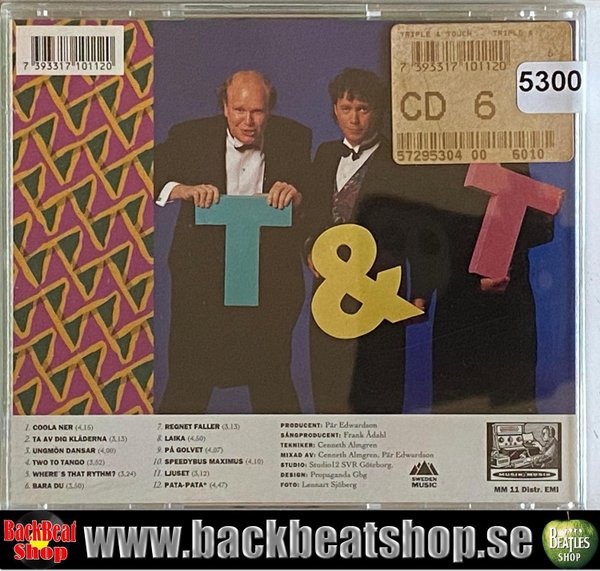 7 393317 101120
TRIPLE & TOUCH
7 393317 101120
CD 6
57295304 00 6010
5300
T & T
1. COOLA NER (4,15)
2. TA AV DIG KLÄDERNA (3,13)
3. UNGMÖN DANSAR (4,00)
4. TWO TO TANGO (3,52)
5. WHERE'S THAT RYTHM? (3,24)
6. BARA DU (3,50)
7. REGNET FALLER (3,13)
8. LAIKA (4,50)
9. PÅ GOLVET (4,07)
10. SPEEDYBUS MAXIMUS (4,10)
11. LJUSET (3,12)
12. PATA-PATA* (4,47)
PRODUCENT: Pär Edwardson
SÅNGPRODUCENT: Frank Ådahl
TEKNIKER: Cenneth Almgren
MIXAD AV: Cenneth Almgren, Pär Edwardson
STUDIO: Studio12 SVR Göteborg.
DESIGN: Propaganda Gbg
FOTO: Lennart Sjöberg
SWEDEN
MUSIC
MUSIK/MUSIK
MM 11 Distr. EMI
BackBeat
Shop
www.backbeatshop.se
BEATLES
SHOP